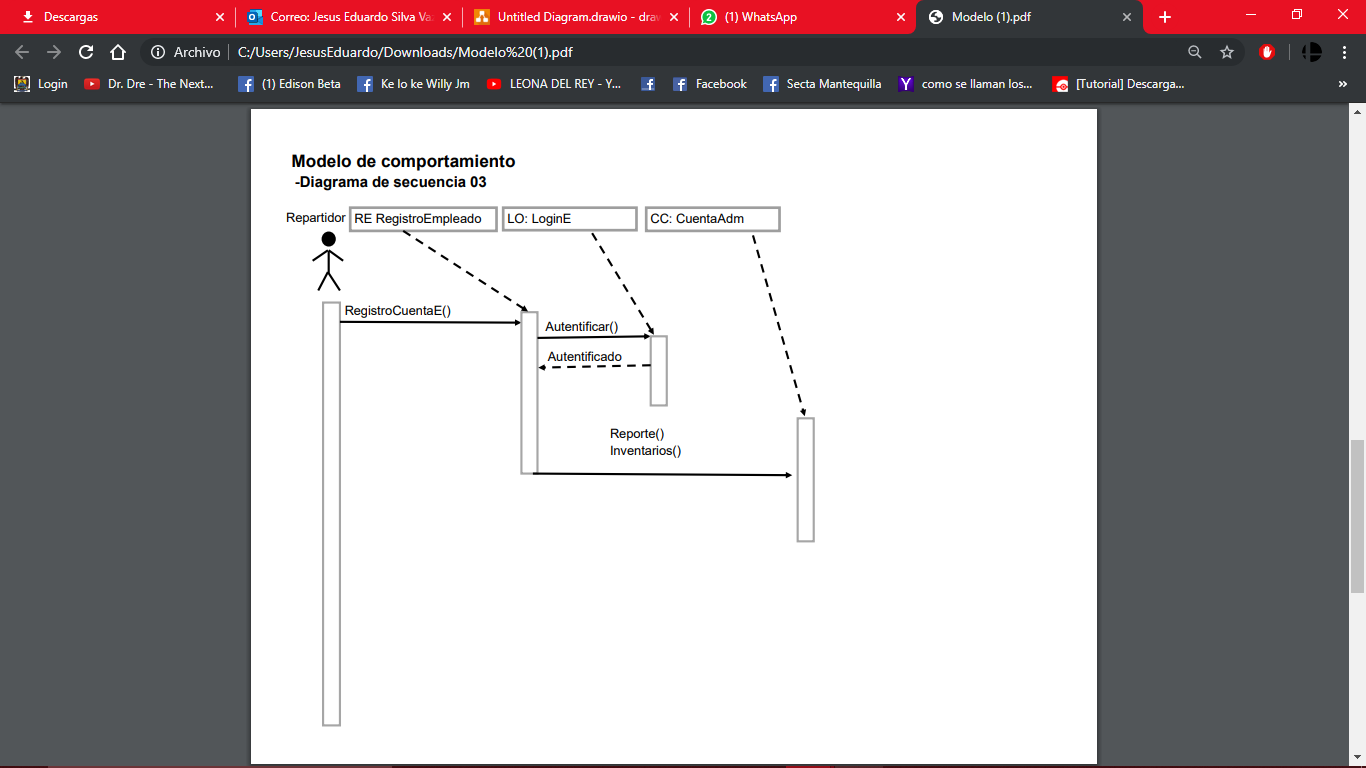 Descargas
Correo: Jesus Eduardo Silva Va
Untitled Diagram.drawio - draw
(1) WhatsApp
Modelo (1).pdf
Archivo
C:/Users/JesusEduardo/Downloads/Modelo%20(1).pdf
Login
Dr. Dre - The Next...
(1) Edison Beta
Ke lo ke Willy Jm
LEONA DEL REY - Y...
Facebook
Secta Mantequilla
como se llaman los...
[Tutorial] Descarga...
»
Modelo de comportamiento
-Diagrama de secuencia 03
Repartidor
RE RegistroEmpleado
LO: LoginE
CC: CuentaAdm
RegistroCuentaE()
Autentificar()
Autentificado
Reporte()
Inventarios()